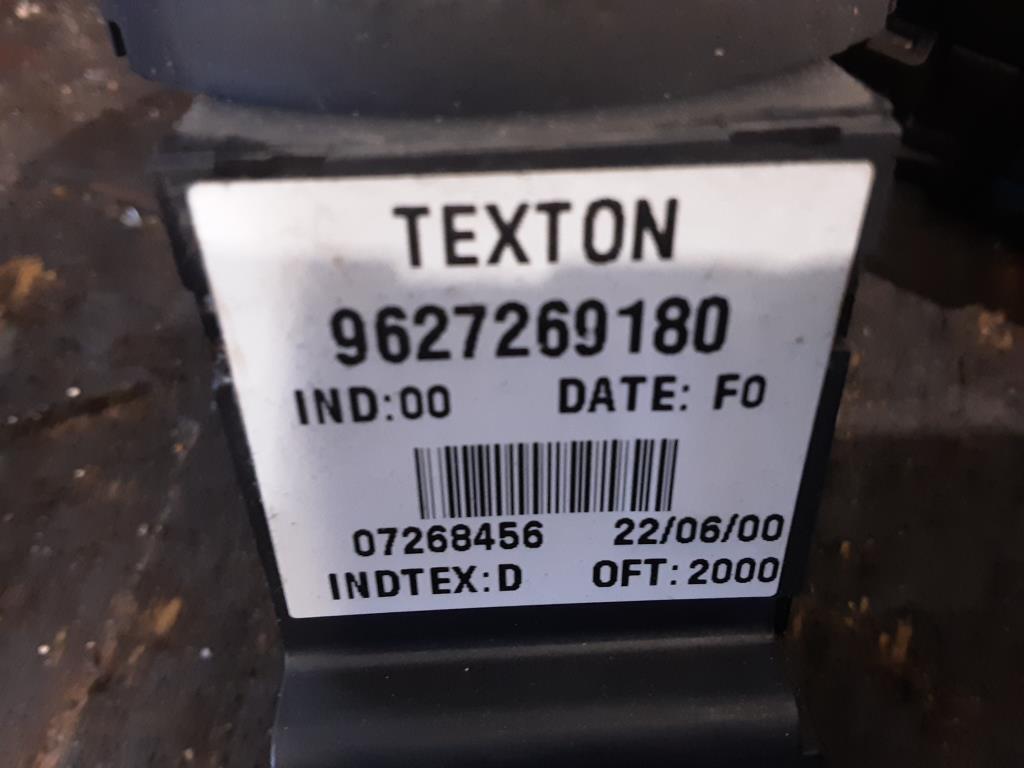 TEXTON
9627269180
IND:00 DATE: F0
07268456 22/06/00
INDTEX:D OFT:2000